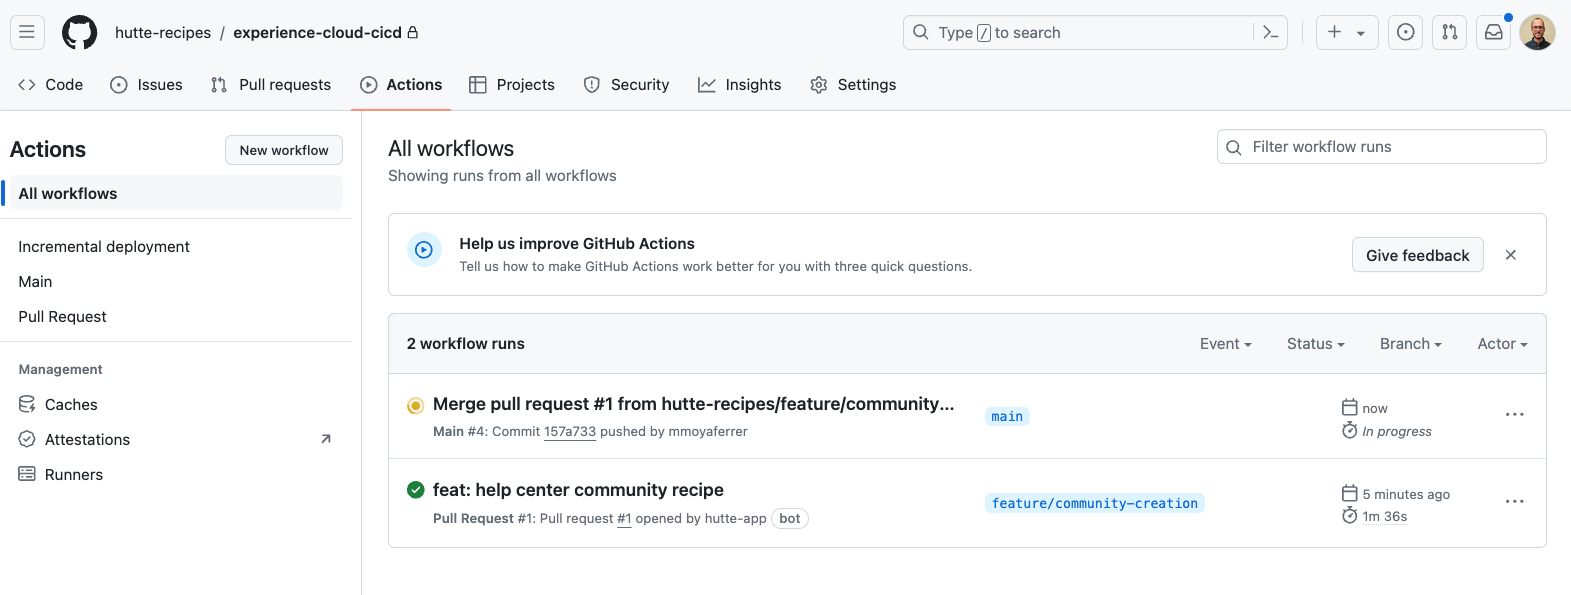 hutte-recipes / experience-cloud-cicd
Type / to search
Code
Issues
Pull requests
Actions
Projects
Security
Insights
Settings
Actions
New workflow
All workflows
Incremental deployment
Main
Pull Request
Management
Caches
Attestations
Runners
All workflows
Showing runs from all workflows
Filter workflow runs
Help us improve GitHub Actions
Tell us how to make GitHub Actions work better for you with three quick questions.
Give feedback
2 workflow runs
Event
Status
Branch
Actor
Merge pull request #1 from hutte-recipes/feature/community...
Main #4: Commit 157a733 pushed by mmoyaferrer
main
now
In progress
feat: help center community recipe
Pull Request #1: Pull request #1 opened by hutte-app bot
feature/community-creation
5 minutes ago
1m 36s